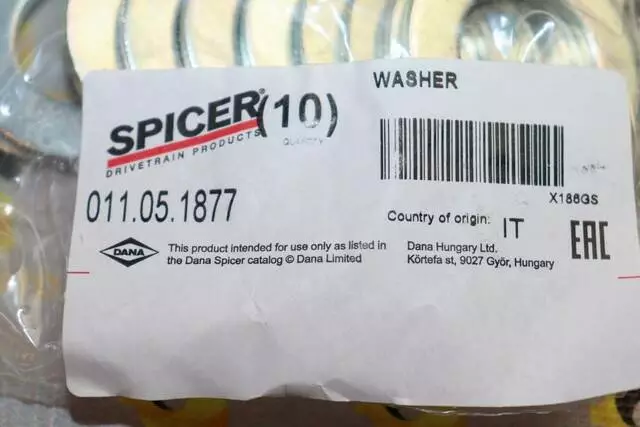 WASHER
SPICER® (10)
DRIVETRAIN PRODUCTS
QUANTITY
X186GS
011.05.1877
Country of origin: IT
EAC
DANA
This product intended for use only as listed in
the Dana Spicer catalog © Dana Limited
Dana Hungary Ltd.
Körtefa st, 9027 Győr, Hungary